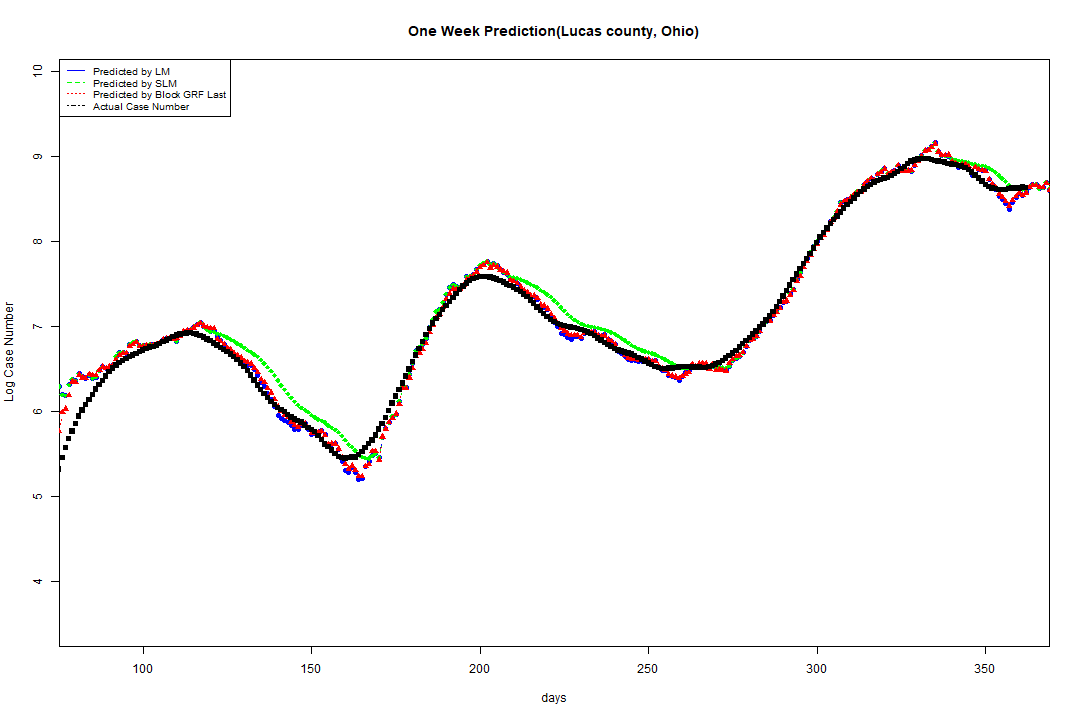 One Week Prediction(Lucas county, Ohio)
Predicted by LM
Predicted by SLM
Predicted by Block GRF Last
Actual Case Number
10
9
8
7
6
5
4
Log Case Number
100 150 200 250 300 350
days